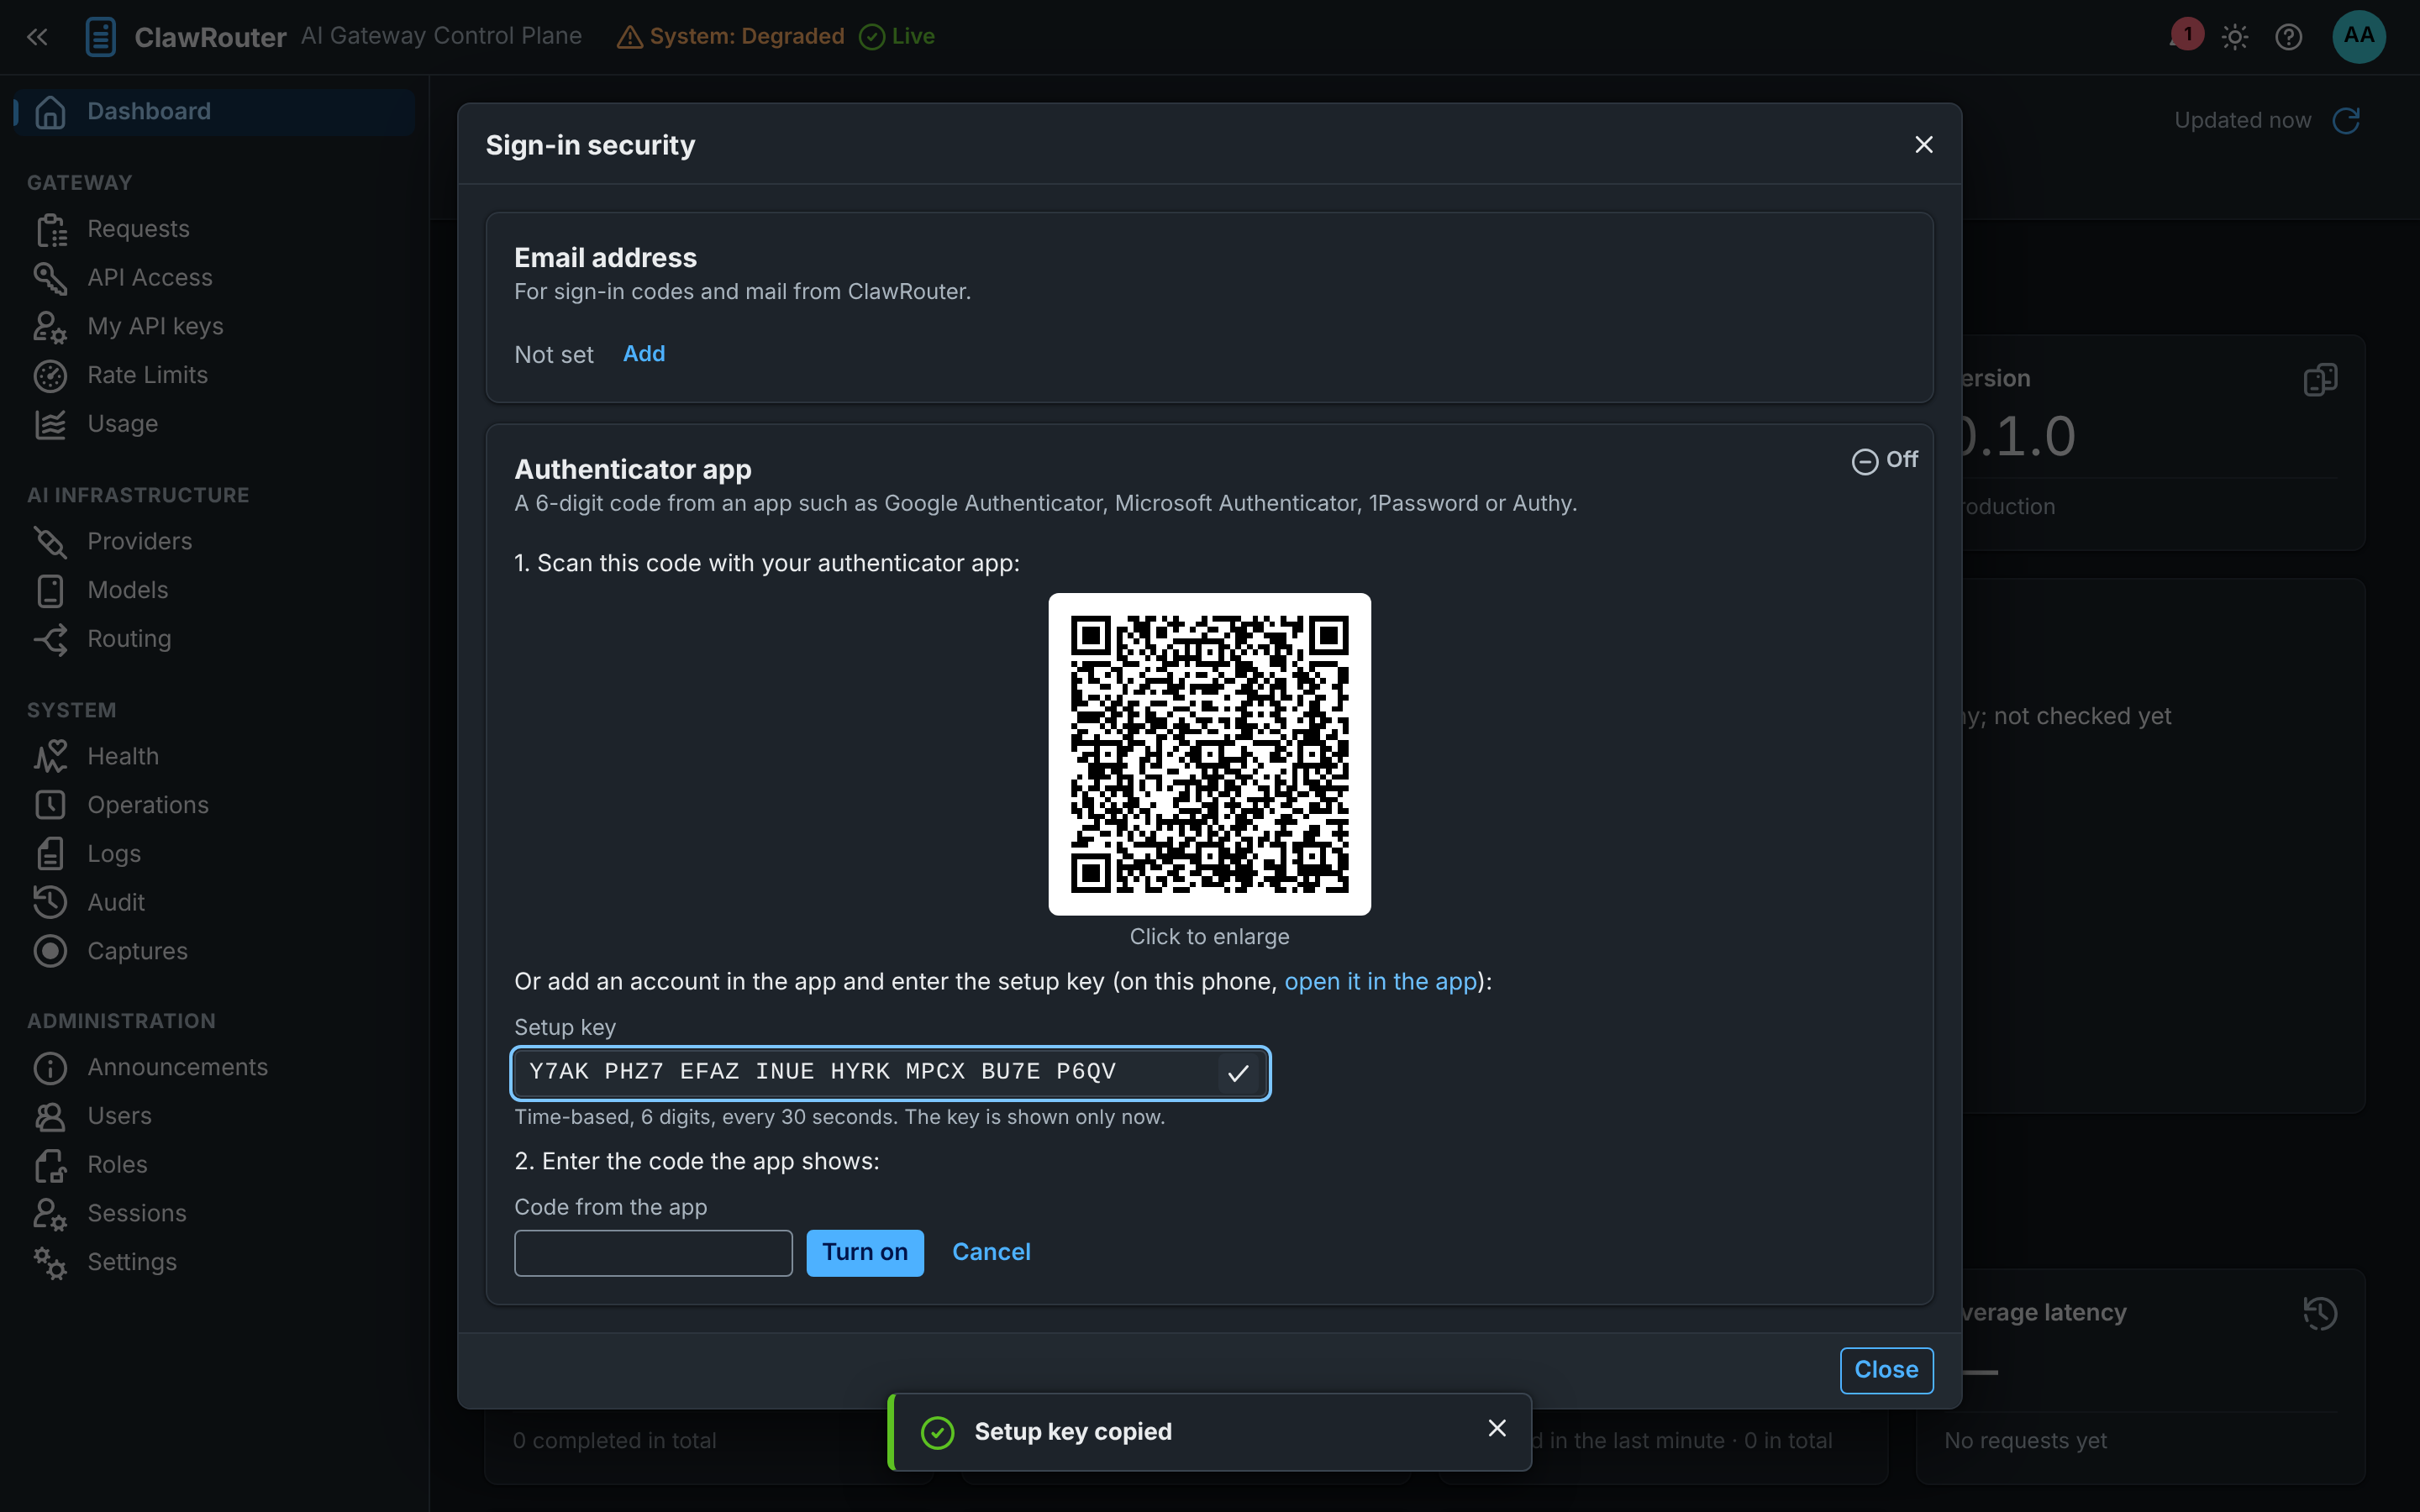 ClawRouter AI Gateway Control Plane System: Degraded Live 1 AA
Dashboard
GATEWAY
Requests
API Access
My API keys
Rate Limits
Usage
AI INFRASTRUCTURE
Providers
Models
Routing
SYSTEM
Health
Operations
Logs
Audit
Captures
ADMINISTRATION
Announcements
Users
Roles
Sessions
Settings
Updated now
Sign-in security
Email address
For sign-in codes and mail from ClawRouter.
Not set Add
Authenticator app
Off
A 6-digit code from an app such as Google Authenticator, Microsoft Authenticator, 1Password or Authy.
1. Scan this code with your authenticator app:
Click to enlarge
Or add an account in the app and enter the setup key (on this phone, open it in the app):
Setup key
Y7AK PHZ7 EFAZ INUE HYRK MPCX BU7E P6QV
Time-based, 6 digits, every 30 seconds. The key is shown only now.
2. Enter the code the app shows:
Code from the app
Turn on Cancel
Close
Setup key copied
ersion
0.1.0
roduction
y; not checked yet
verage latency
—
0 completed in total
d in the last minute · 0 in total
No requests yet